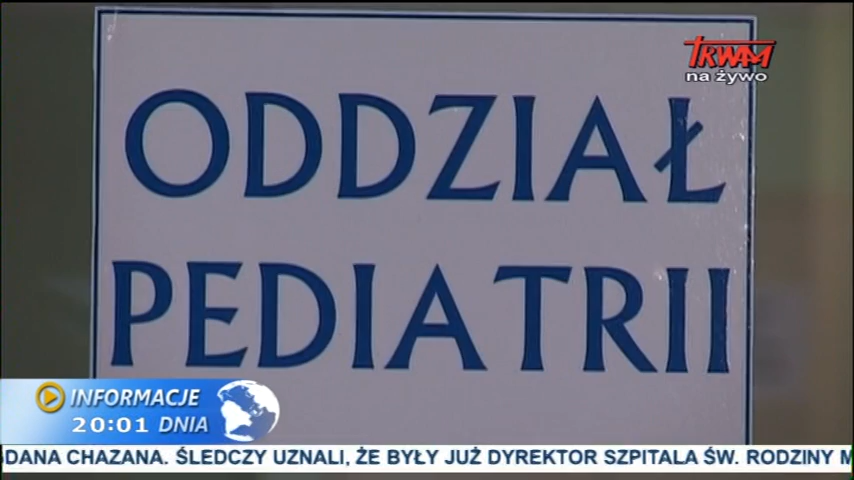 TRWAM
na żywo
ODDZIAŁ
PEDIATRII
INFORMACJE
20:01 DNIA
GDANA CHAZANA. ŚLEDCZY UZNALI, ŻE BYŁY JUŻ DYREKTOR SZPITALA ŚW. RODZINY M